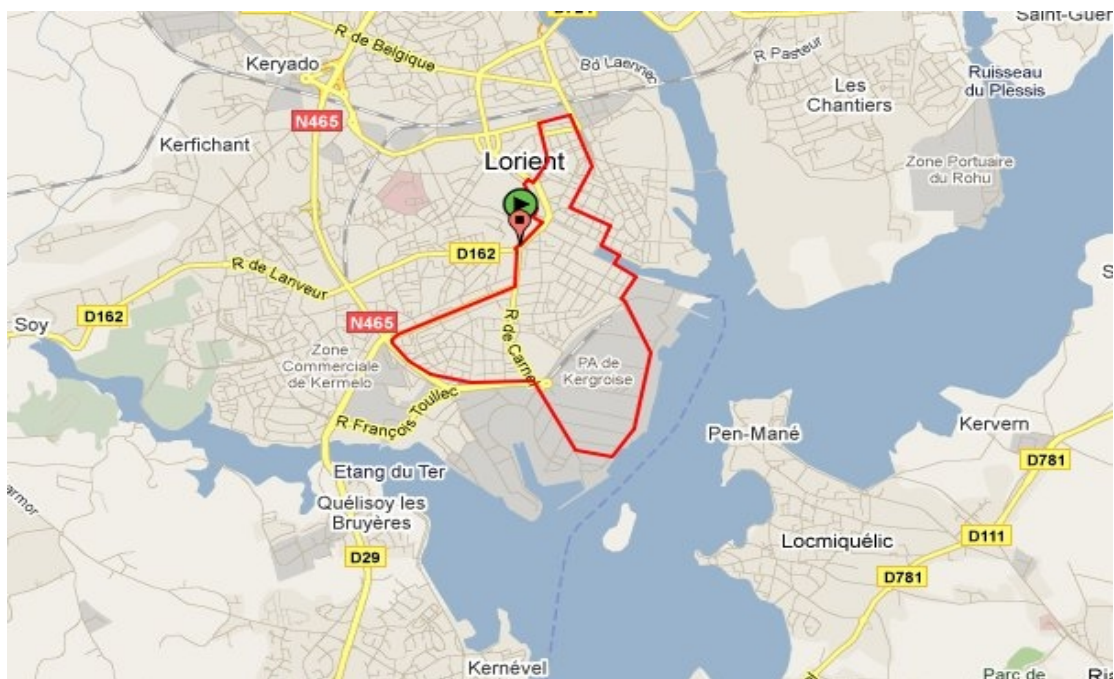 Saint-Guer
R de Belgique
Keryado
R Pasteur
Bd Laennec
Ruisseau
du Plessis
Les
Chantiers
N465
Kerfichant
Lorient
Zone Portuaire
du Rohu
D162
R de Lanveur
D162
Soy
N465
R de Carnel
Zone
Commerciale
de Kermelo
PA de
Kergroise
R François-Toullec
Pen-Mané
Kervern
D781
Etang du Ter
Quélisoy les
Bruyères
D29
Locmiquélic
D111
D781
Kernével
Parc de